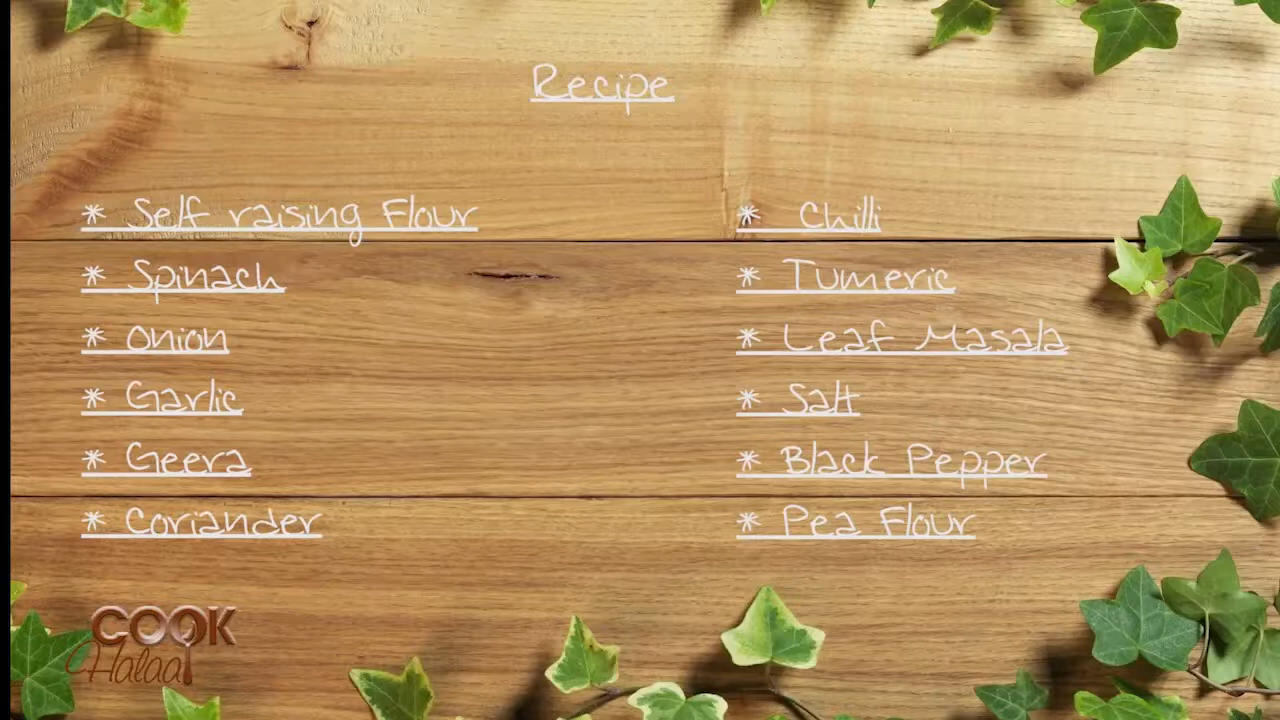 Recipe
* Self raising Flour
* Spinach
* Onion
* Garlic
* Geera
* Coriander
* Chilli
* Tumeric
* Leaf Masala
* Salt
* Black Pepper
* Pea Flour
COOK
Halaal